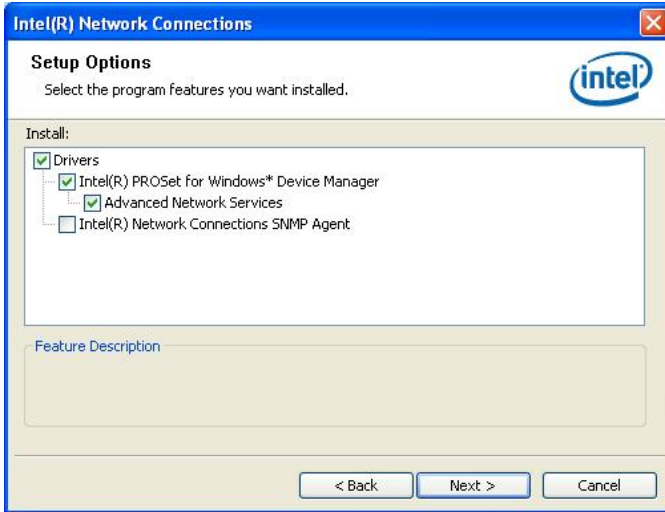 Intel(R) Network Connections
Setup Options
Select the program features you want installed.
intel
Install:
Drivers
Intel(R) PROSet for Windows* Device Manager
Advanced Network Services
Intel(R) Network Connections SNMP Agent
Feature Description
< Back Next > Cancel